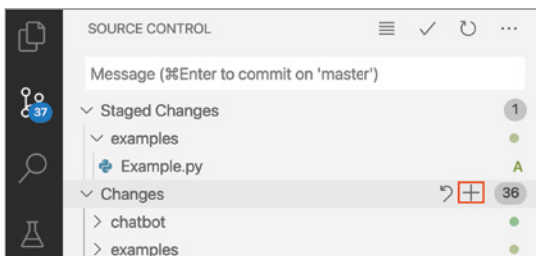 SOURCE CONTROL
Message (⌘Enter to commit on 'master')
Staged Changes 1
examples
Example.py A
37
Changes 36
chatbot
examples